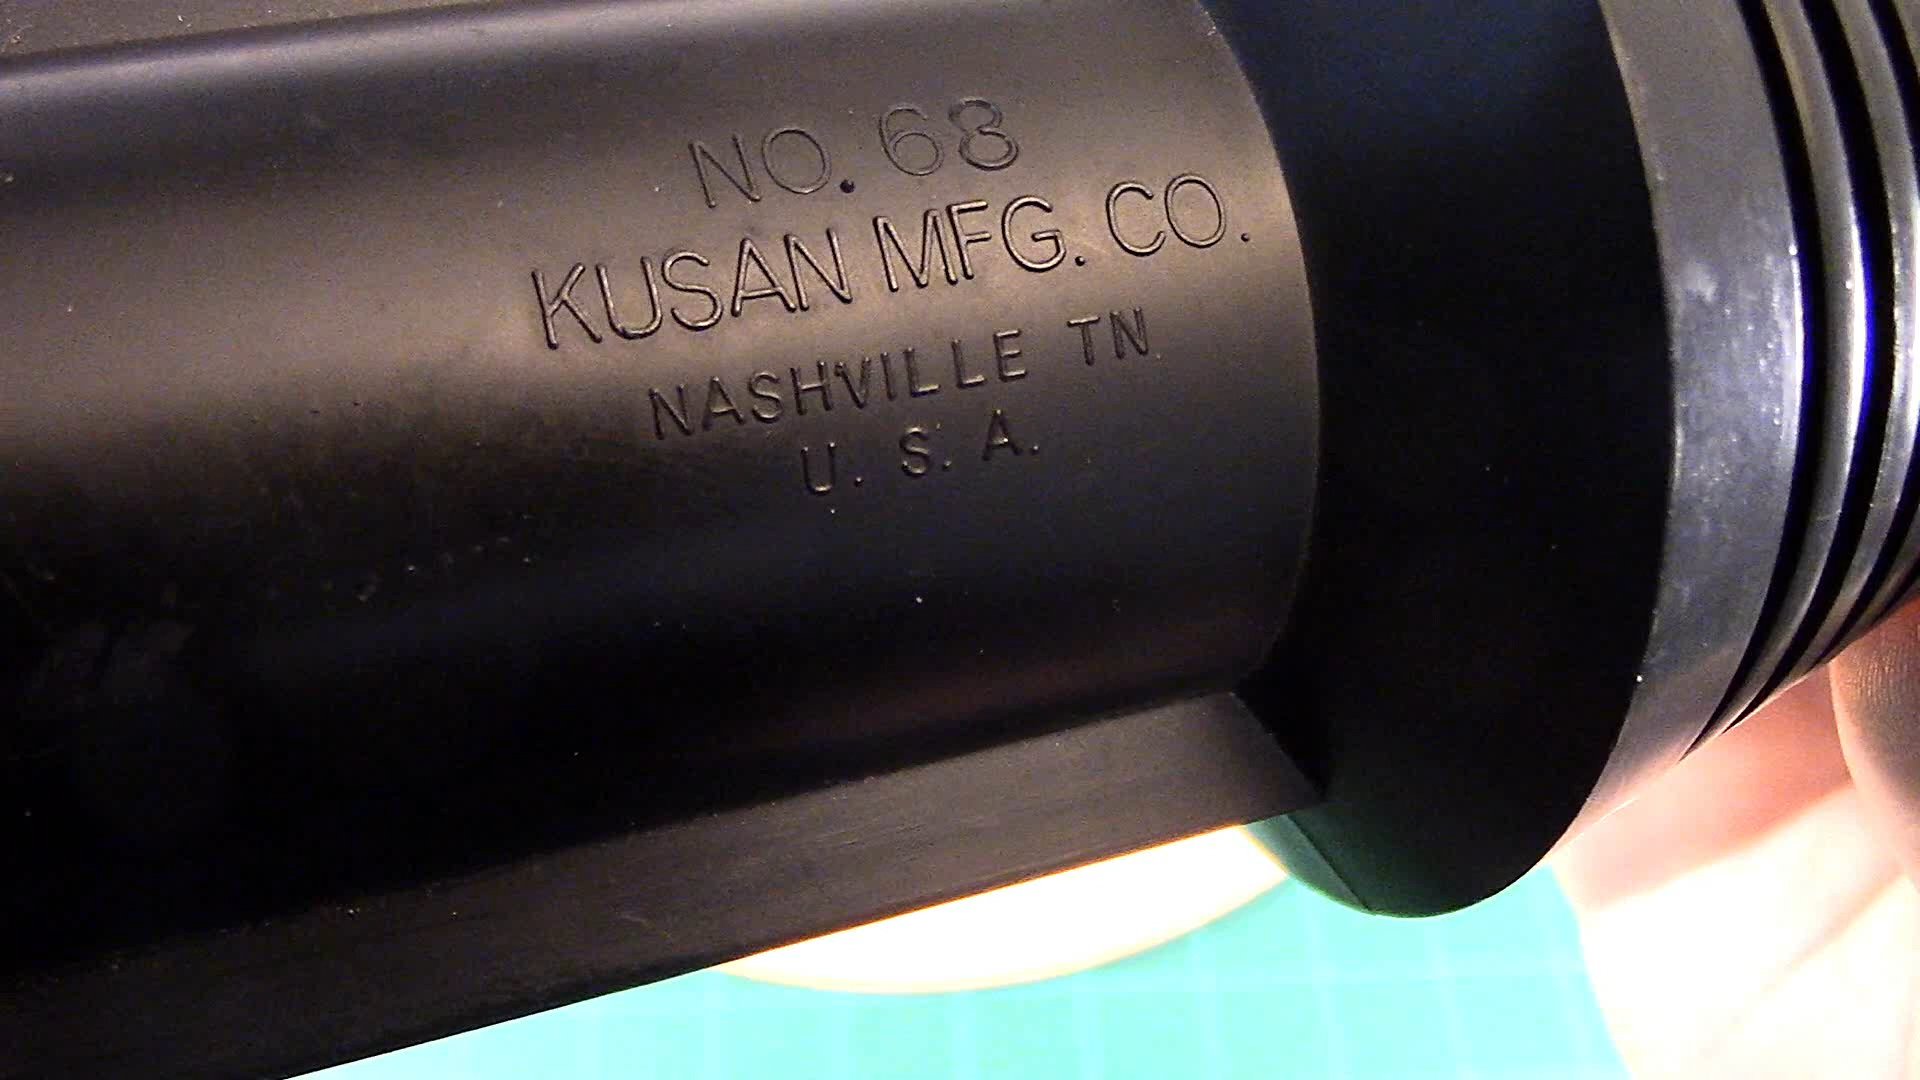 NO. 68
KUSAN MFG. CO.
NASHVILLE TN
U. S. A.